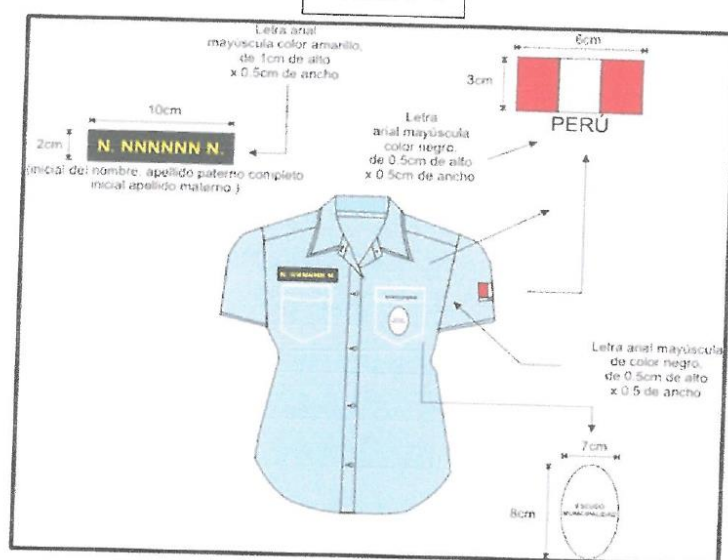 Letra arial
mayúscula color amarillo,
de 1cm de alto
x 0.5cm de ancho
10cm
2cm
N. NNNNNN N.
(inicial del nombre, apellido paterno completo
inicial apellido materno.)
6cm
3cm
PERÚ
Letra
arial mayúscula
color negro,
de 0.5cm de alto
x 0.5cm de ancho
N. NNNNNN N.
Letra arial mayúscula
de color negro,
de 0.5cm de alto
x 0.5 de ancho
7cm
8cm
ESCUDO
MUNICIPALIDAD